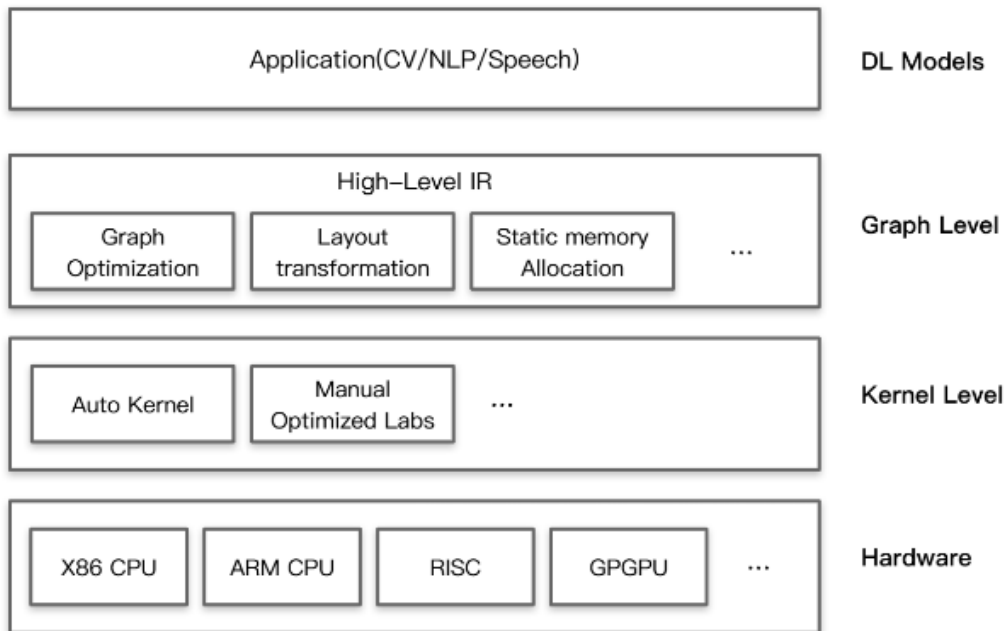 Application(CV/NLP/Speech)
DL Models
High-Level IR
Graph Level
Graph
Optimization
Layout
transformation
Static memory
Allocation
...
Auto Kernel
Manual
Optimized Labs
...
Kernel Level
X86 CPU
ARM CPU
RISC
GPGPU
...
Hardware